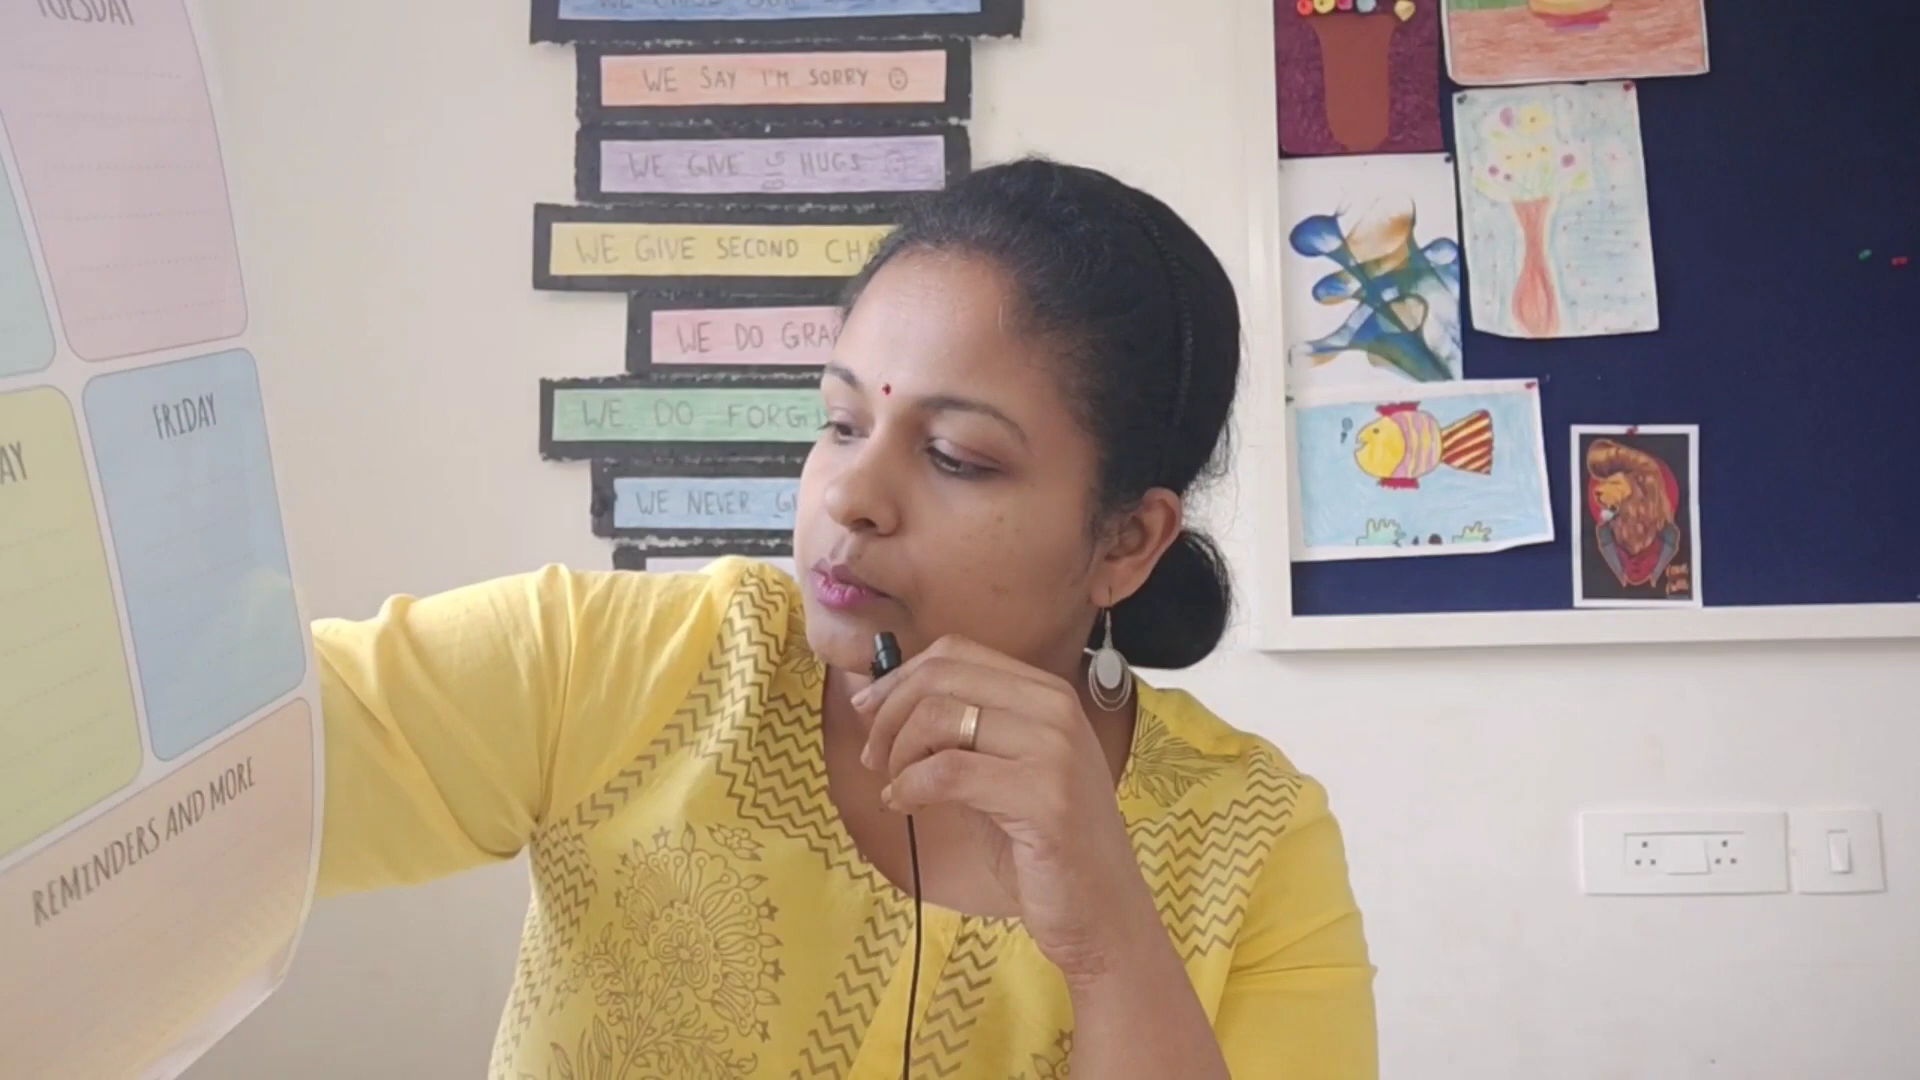 TUESDAY
FRIDAY
AY
REMINDERS AND MORE
WE SAY I'M SORRY
WE GIVE HUGS
WE GIVE SECOND CHA
WE DO GRA
WE DO FORGI
WE NEVER GI